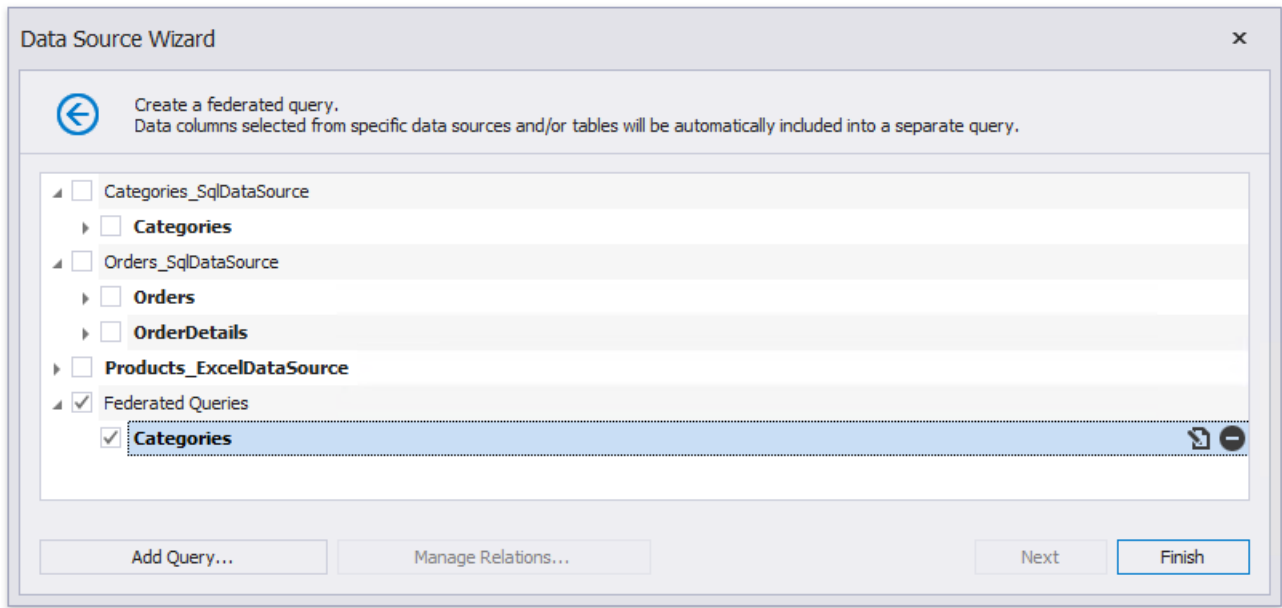 Data Source Wizard
Create a federated query.
Data columns selected from specific data sources and/or tables will be automatically included into a separate query.
Categories_SqlDataSource
Categories
Orders_SqlDataSource
Orders
OrderDetails
Products_ExcelDataSource
Federated Queries
Categories
Add Query... Manage Relations... Next Finish